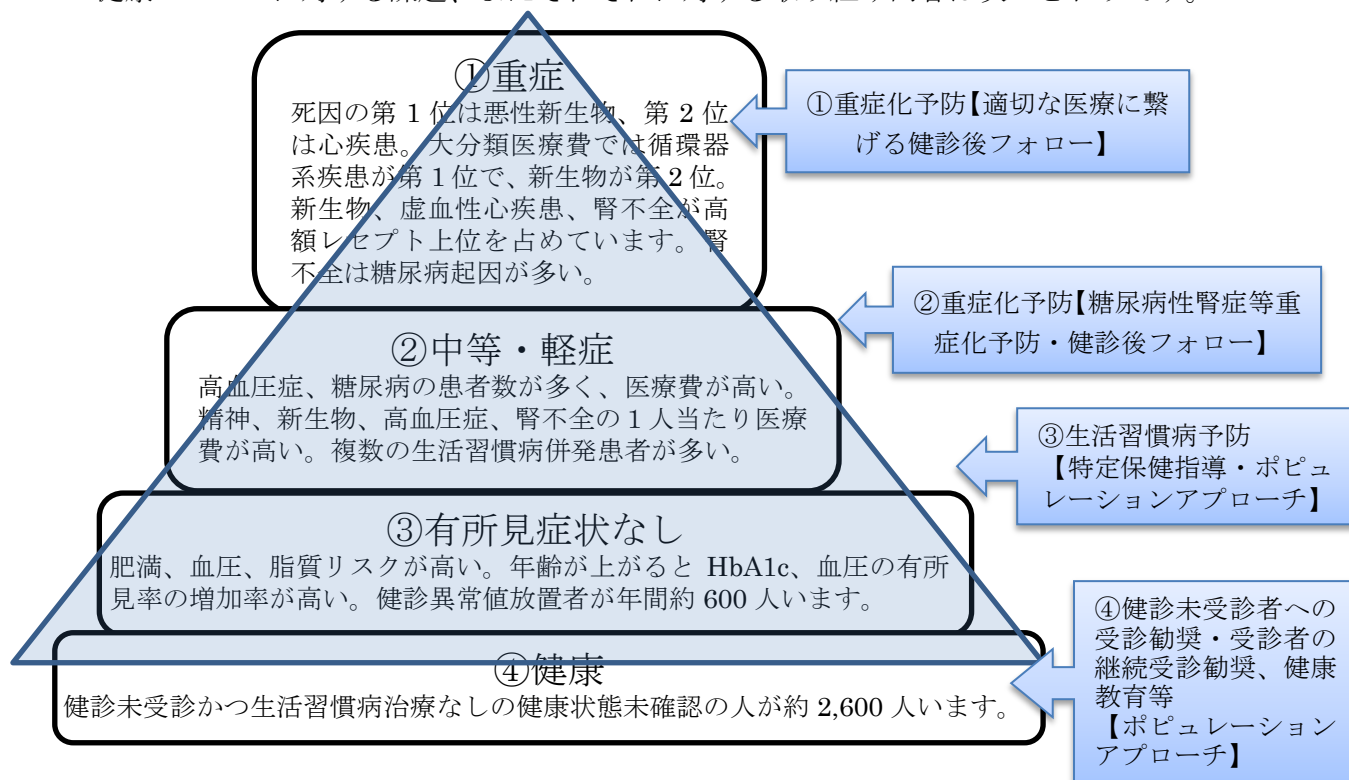 ①重症
死因の第 1 位は悪性新生物、第 2 位
は心疾患。大分類医療費では循環器
系疾患が第 1 位で、新生物が第 2 位。
新生物、虚血性心疾患、腎不全が高
額レセプト上位を占めています。腎
不全は糖尿病起因が多い。
①重症化予防【適切な医療に繋
げる健診後フォロー】
②中等・軽症
高血圧症、糖尿病の患者数が多く、医療費が高い。
精神、新生物、高血圧症、腎不全の 1 人当たり医療
費が高い。複数の生活習慣病併発患者が多い。
②重症化予防【糖尿病性腎症等重
症化予防・健診後フォロー】
③有所見症状なし
肥満、血圧、脂質リスクが高い。年齢が上がると HbA1c、血圧の有所
見率の増加率が高い。健診異常値放置者が年間約 600 人います。
③生活習慣病予防
【特定保健指導・ポピュ
レーションアプローチ】
④健康
健診未受診かつ生活習慣病治療なしの健康状態未確認の人が約 2,600 人います。
④健診未受診者への
受診勧奨・受診者の
継続受診勧奨、健康
教育等
【ポピュレーション
アプローチ】